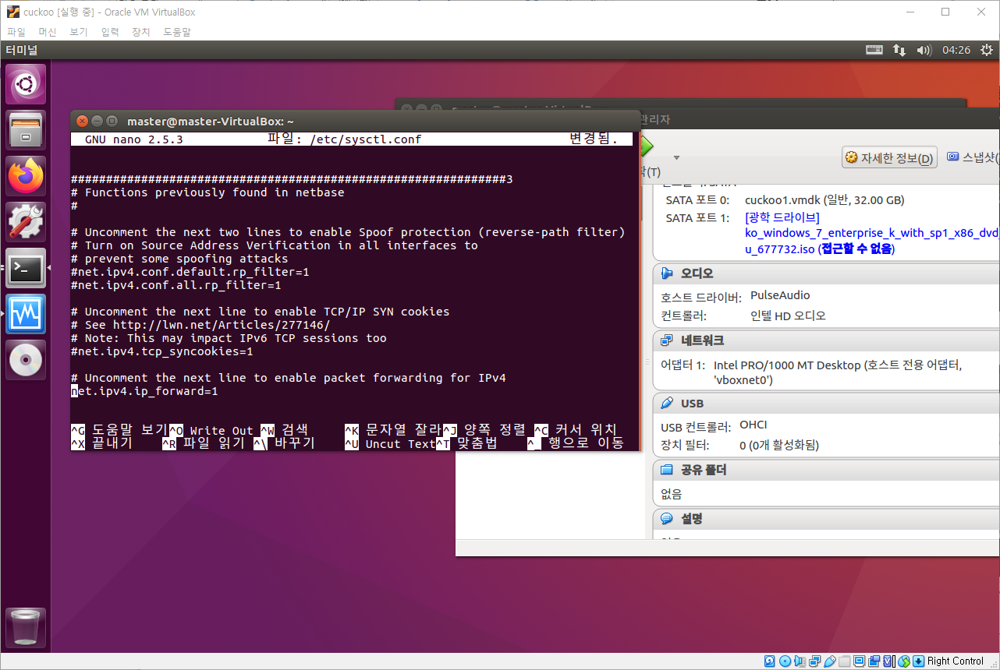 cuckoo [실행 중] - Oracle VM VirtualBox
파일 머신 보기 입력 장치 도움말
터미널
04:26
master@master-VirtualBox: ~
관리자
GNU nano 2.5.3 파일: /etc/sysctl.conf 변경됨.
##############################################################3
# Functions previously found in netbase
#
# Uncomment the next two lines to enable Spoof protection (reverse-path filter)
# Turn on Source Address Verification in all interfaces to
# prevent some spoofing attacks
#net.ipv4.conf.default.rp_filter=1
#net.ipv4.conf.all.rp_filter=1
# Uncomment the next line to enable TCP/IP SYN cookies
# See http://lwn.net/Articles/277146/
# Note: This may impact IPv6 TCP sessions too
#net.ipv4.tcp_syncookies=1
# Uncomment the next line to enable packet forwarding for IPv4
net.ipv4.ip_forward=1
^G 도움말 보기^O Write Out ^W 검색 ^K 문자열 잘라^J 양쪽 정렬 ^C 커서 위치
^X 끝내기 ^R 파일 읽기 ^\ 바꾸기 ^U Uncut Text^T 맞춤법 ^_ 행으로 이동
(T)
자세한 정보(D)
스냅샷(
SATA 포트 0: cuckoo1.vmdk (일반, 32.00 GB)
SATA 포트 1: [광학 드라이브]
ko_windows_7_enterprise_k_with_sp1_x86_dvd_
u_677732.iso (접근할 수 없음)
오디오
호스트 드라이버: PulseAudio
컨트롤러: 인텔 HD 오디오
네트워크
어댑터 1: Intel PRO/1000 MT Desktop (호스트 전용 어댑터,
'vboxnet0')
USB
USB 컨트롤러: OHCI
장치 필터: 0 (0개 활성화됨)
공유 폴더
없음
설명
Right Control